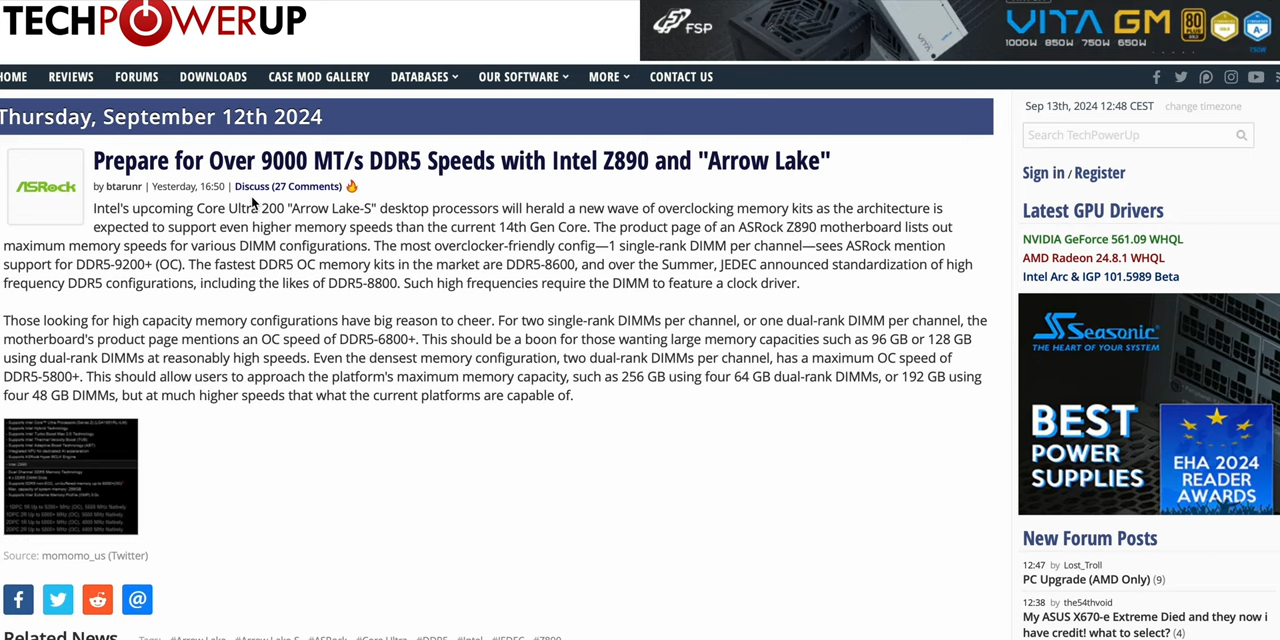 TECHPOWERUP
FSP
VITA GM
1000W 850W 750W 650W
HOME REVIEWS FORUMS DOWNLOADS CASE MOD GALLERY DATABASES OUR SOFTWARE MORE CONTACT US
Thursday, September 12th 2024
Sep 13th, 2024 12:48 CEST change timezone
Search TechPowerUp
Sign in / Register
ASRock
Prepare for Over 9000 MT/s DDR5 Speeds with Intel Z890 and "Arrow Lake"
by btarunr | Yesterday, 16:50 | Discuss (27 Comments)
Intel's upcoming Core Ultra 200 "Arrow Lake-S" desktop processors will herald a new wave of overclocking memory kits as the architecture is
expected to support even higher memory speeds than the current 14th Gen Core. The product page of an ASRock Z890 motherboard lists out
maximum memory speeds for various DIMM configurations. The most overclocker-friendly config—1 single-rank DIMM per channel—sees ASRock mention
support for DDR5-9200+ (OC). The fastest DDR5 OC memory kits in the market are DDR5-8600, and over the Summer, JEDEC announced standardization of high
frequency DDR5 configurations, including the likes of DDR5-8800. Such high frequencies require the DIMM to feature a clock driver.
Those looking for high capacity memory configurations have big reason to cheer. For two single-rank DIMMs per channel, or one dual-rank DIMM per channel, the
motherboard's product page mentions an OC speed of DDR5-6800+. This should be a boon for those wanting large memory capacities such as 96 GB or 128 GB
using dual-rank DIMMs at reasonably high speeds. Even the densest memory configuration, two dual-rank DIMMs per channel, has a maximum OC speed of
DDR5-5800+. This should allow users to approach the platform's maximum memory capacity, such as 256 GB using four 64 GB dual-rank DIMMs, or 192 GB using
four 48 GB DIMMs, but at much higher speeds that what the current platforms are capable of.
Source: momomo_us (Twitter)
Related News Tags: #Arrow Lake #Arrow Lake-S #ASRock #Core Ultra #DDR5 #Intel #JEDEC #Z890
Latest GPU Drivers
NVIDIA GeForce 561.09 WHQL
AMD Radeon 24.8.1 WHQL
Intel Arc & IGP 101.5989 Beta
Seasonic
THE HEART OF YOUR SYSTEM
BEST
POWER
SUPPLIES
EHA 2024
READER
AWARDS
New Forum Posts
12:47 by Lost_Troll
PC Upgrade (AMD Only) (9)
12:38 by the54thvoid
My ASUS X670-e Extreme Died and they now i
have credit! what to select? (4)